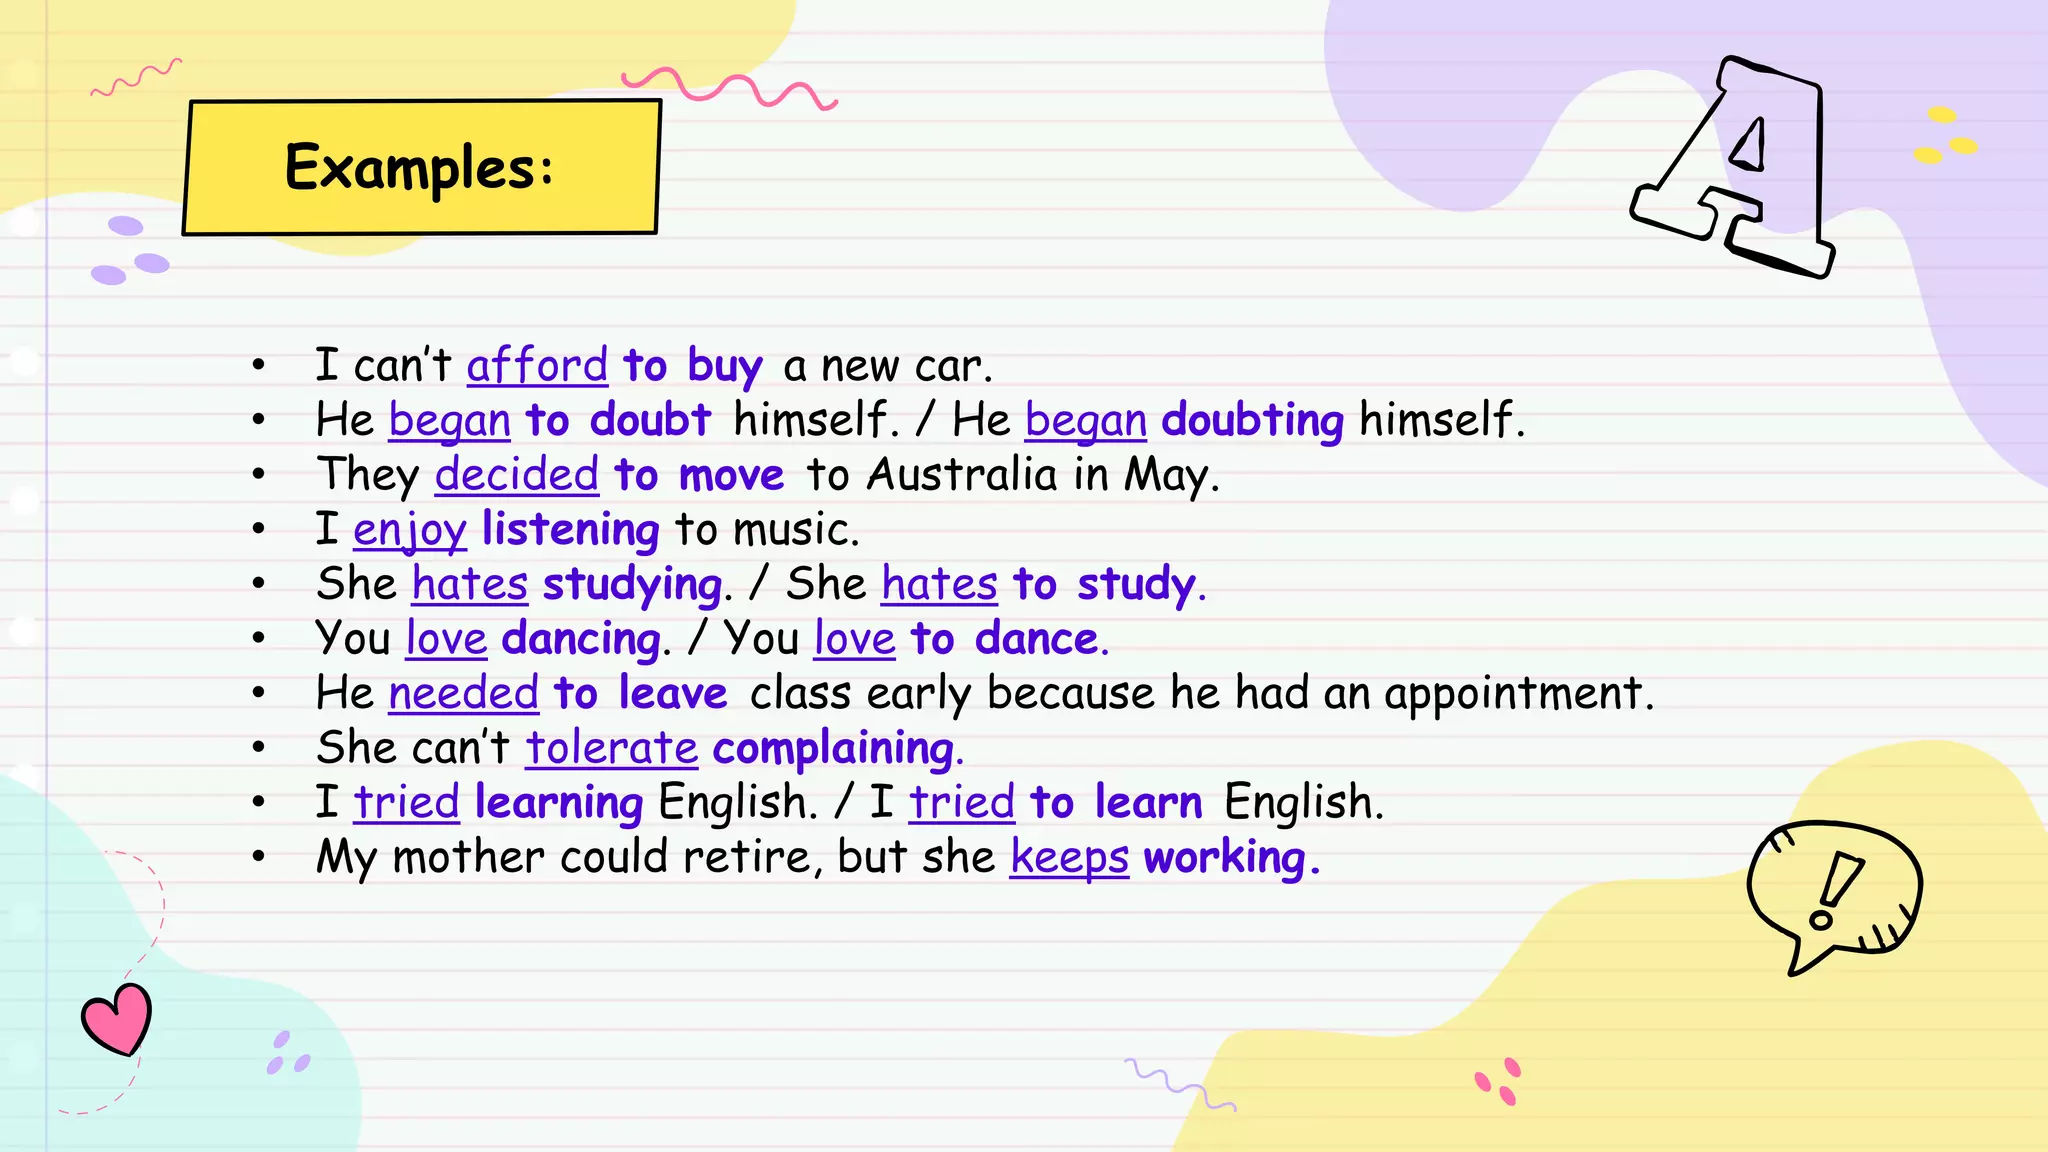 A
Examples:
• I can't afford to buy a new car.
• He began to doubt himself. / He began doubting himself.
• They decided to move to Australia in May.
• I enjoy listening to music.
• She hates studying. / She hates to study.
• You love dancing. / You love to dance.
• He needed to leave class early because he had an appointment.
• She can't tolerate complaining.
• I tried learning English. / I tried to learn English.
• My mother could retire, but she keeps working.
!